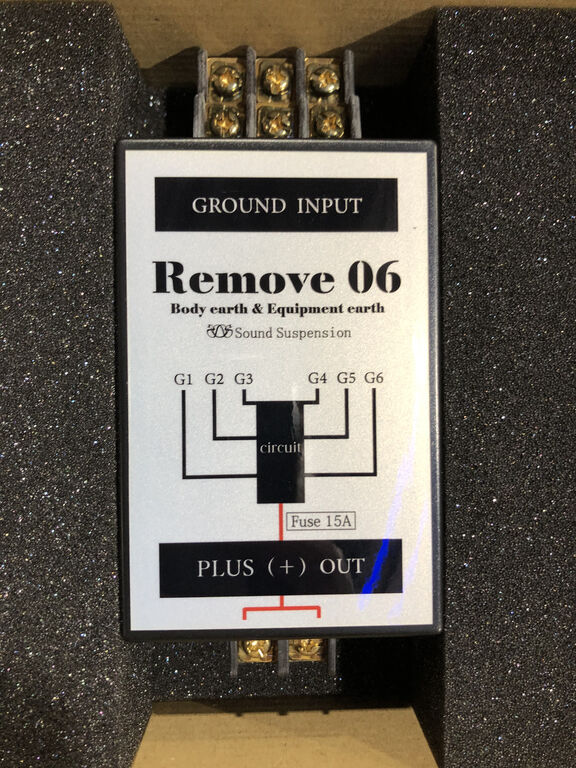 GROUND INPUT
Remove 06
Body earth & Equipment earth
Sound Suspension
G1 G2 G3 G4 G5 G6
circuit
Fuse 15A
PLUS (+) OUT